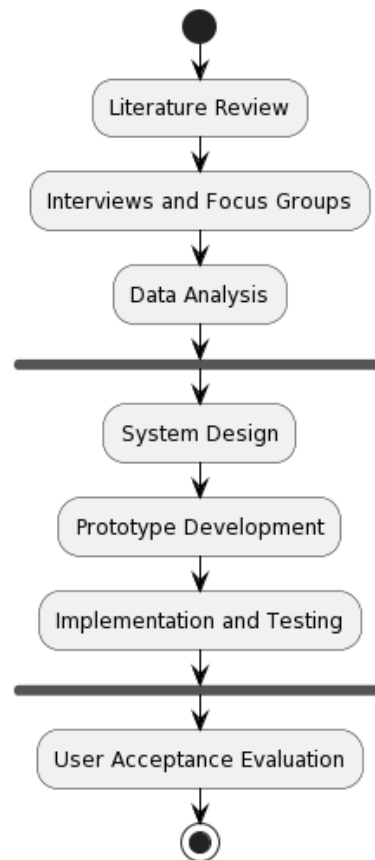 Literature Review
Interviews and Focus Groups
Data Analysis
System Design
Prototype Development
Implementation and Testing
User Acceptance Evaluation